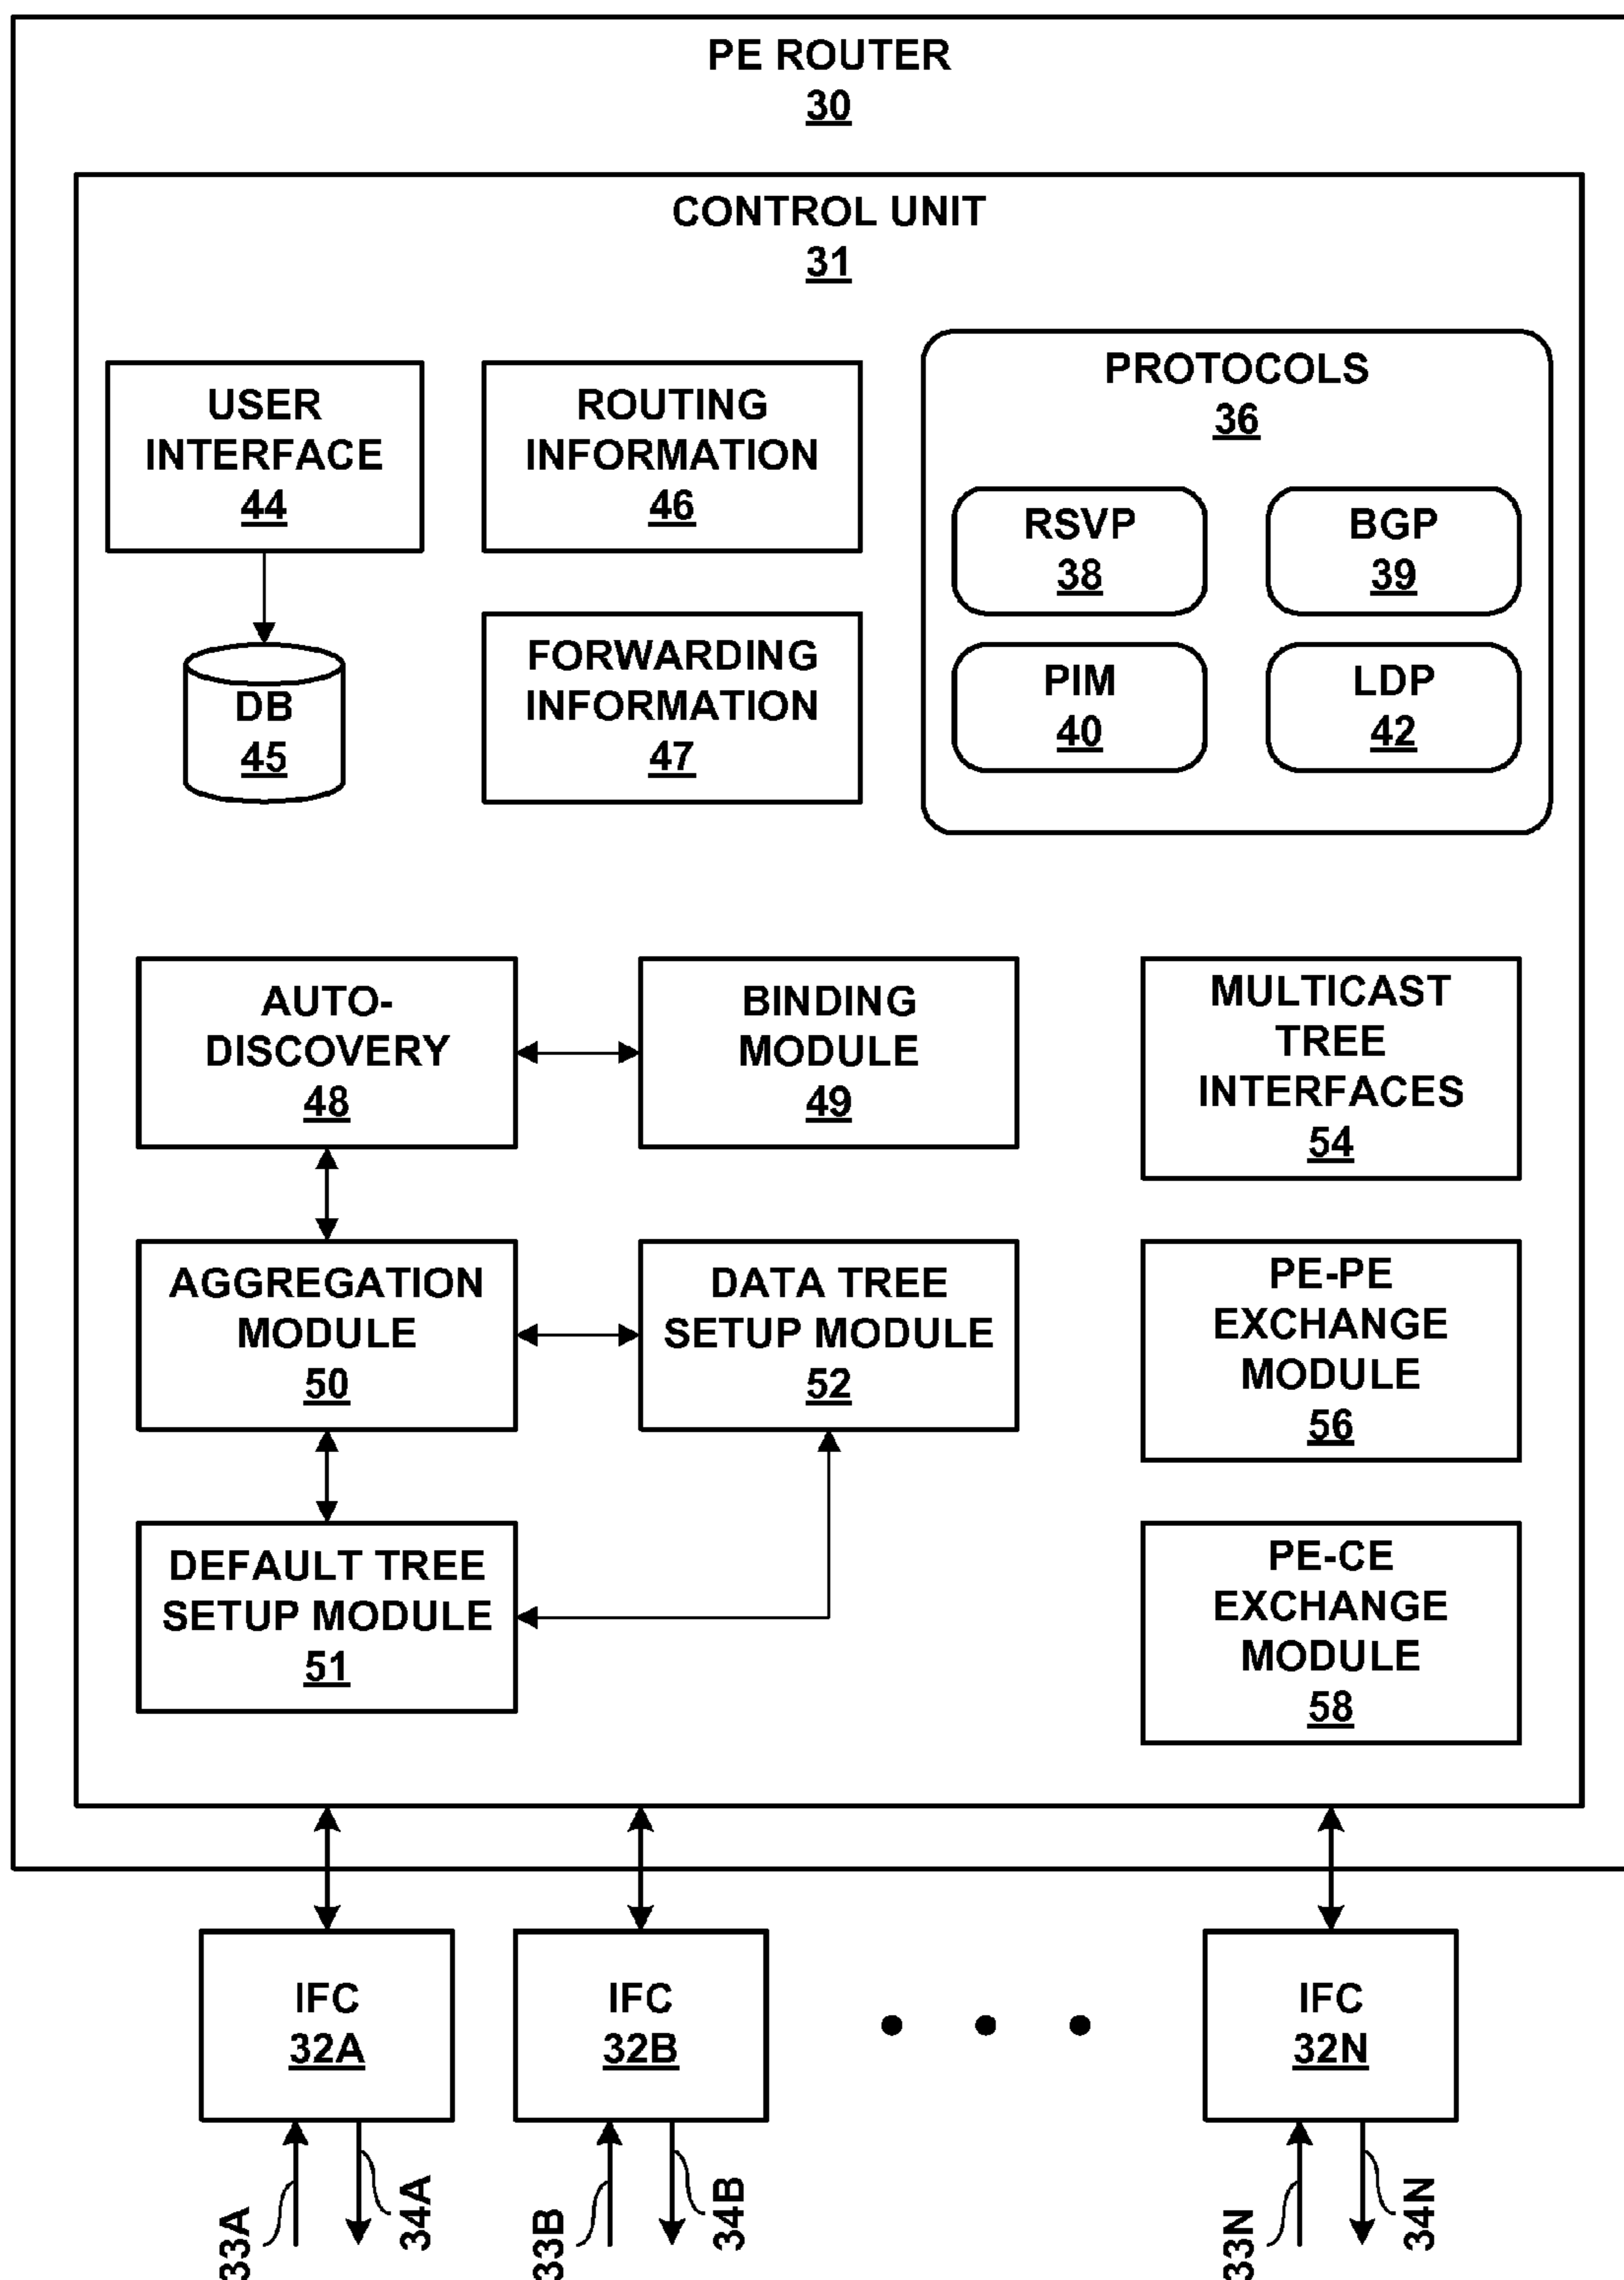 PE ROUTER
30
CONTROL UNIT
31
USER
INTERFACE
44
ROUTING
INFORMATION
46
PROTOCOLS
36
RSVP
38
BGP
39
PIM
40
LDP
42
DB
45
FORWARDING
INFORMATION
47
AUTO-
DISCOVERY
48
BINDING
MODULE
49
MULTICAST
TREE
INTERFACES
54
AGGREGATION
MODULE
50
DATA TREE
SETUP MODULE
52
PE-PE
EXCHANGE
MODULE
56
DEFAULT TREE
SETUP MODULE
51
PE-CE
EXCHANGE
MODULE
58
IFC
32A
IFC
32B
IFC
32N
33A
34A
33B
34B
33N
34N